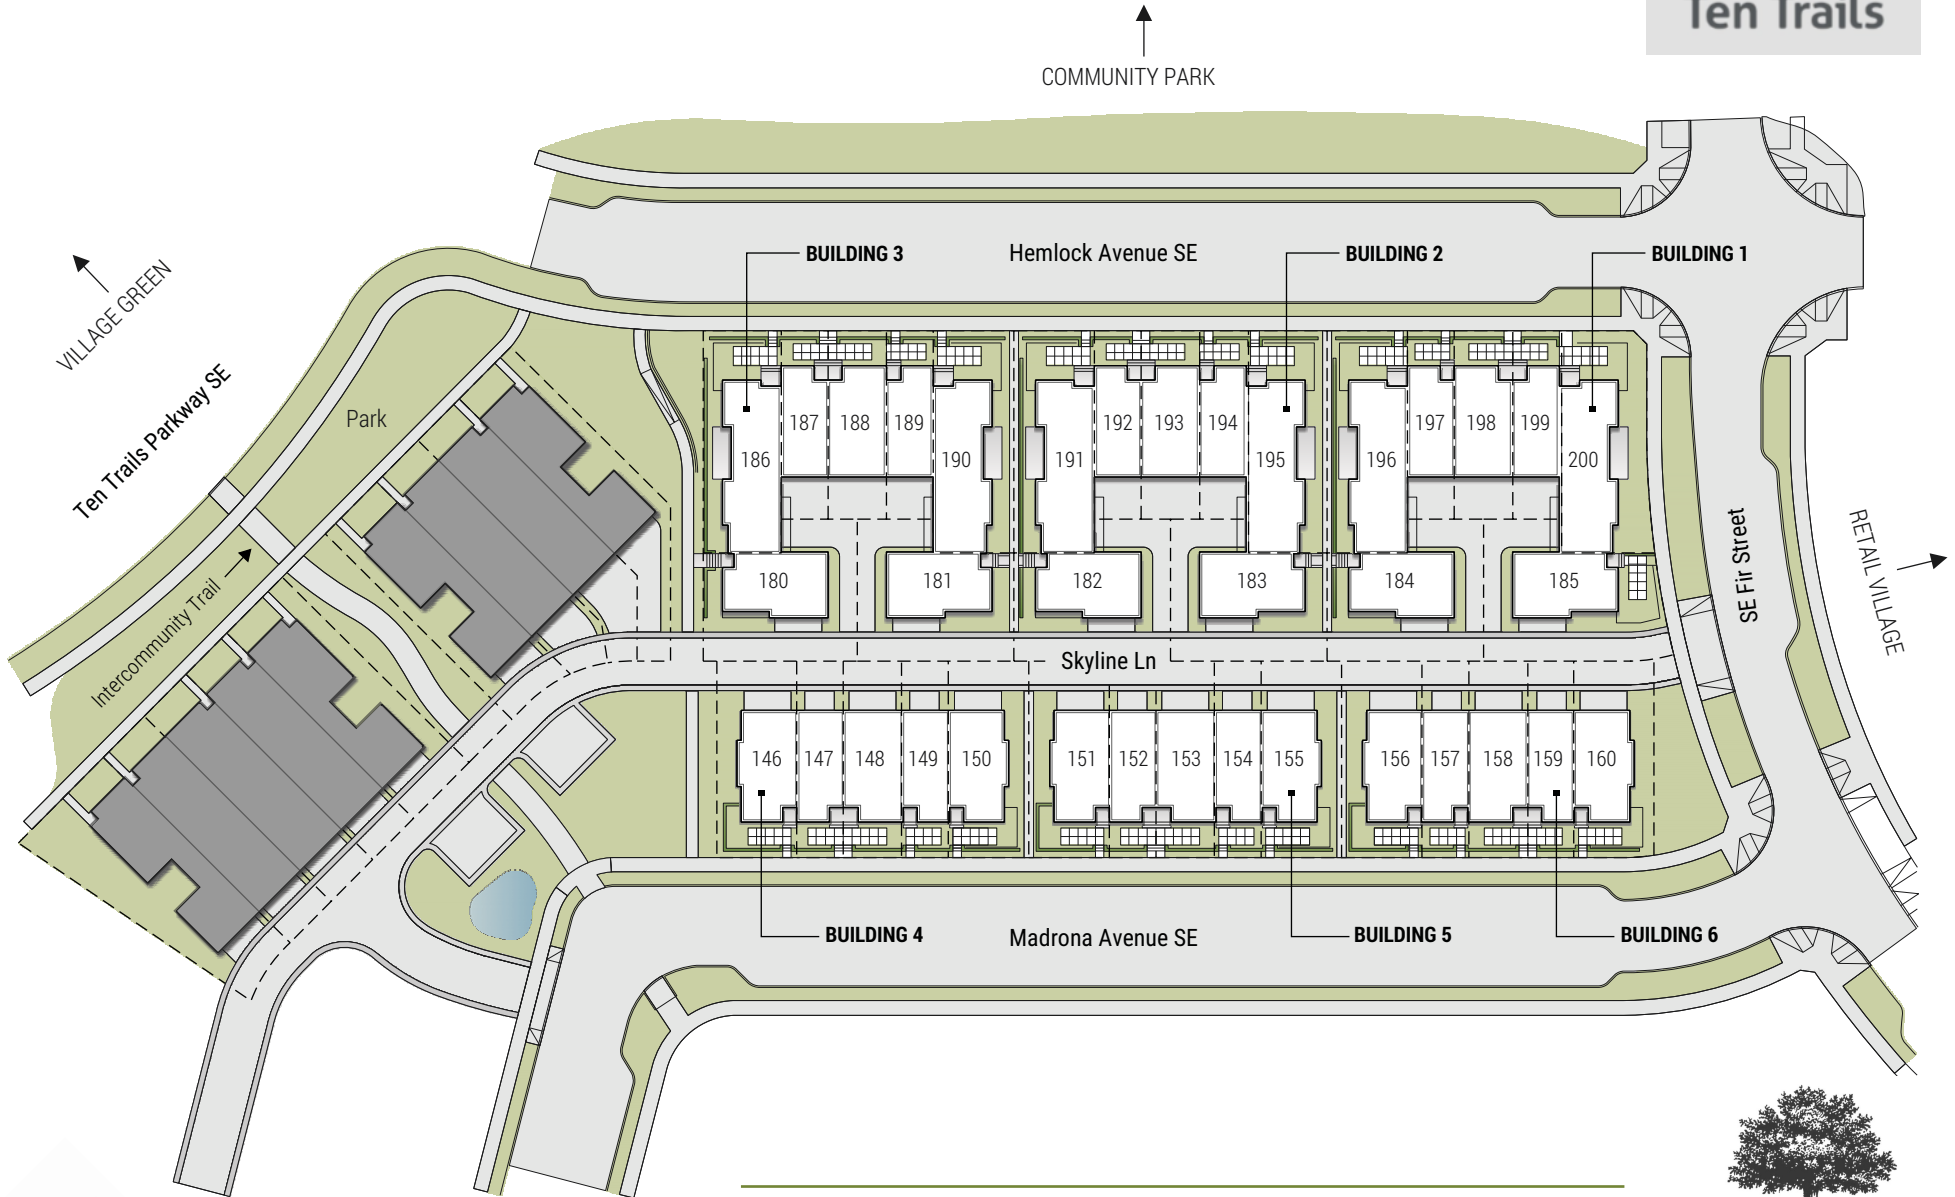 Ten Trails
COMMUNITY PARK
BUILDING 3
Hemlock Avenue SE
BUILDING 2
BUILDING 1
VILLAGE GREEN
Ten Trails Parkway SE
Park
Intercommunity Trail
187
188
189
186
190
192
193
194
191
195
197
198
199
196
200
180
181
182
183
184
185
SE Fir Street
RETAIL VILLAGE
Skyline Ln
146
147
148
149
150
151
152
153
154
155
156
157
158
159
160
BUILDING 4
Madrona Avenue SE
BUILDING 5
BUILDING 6